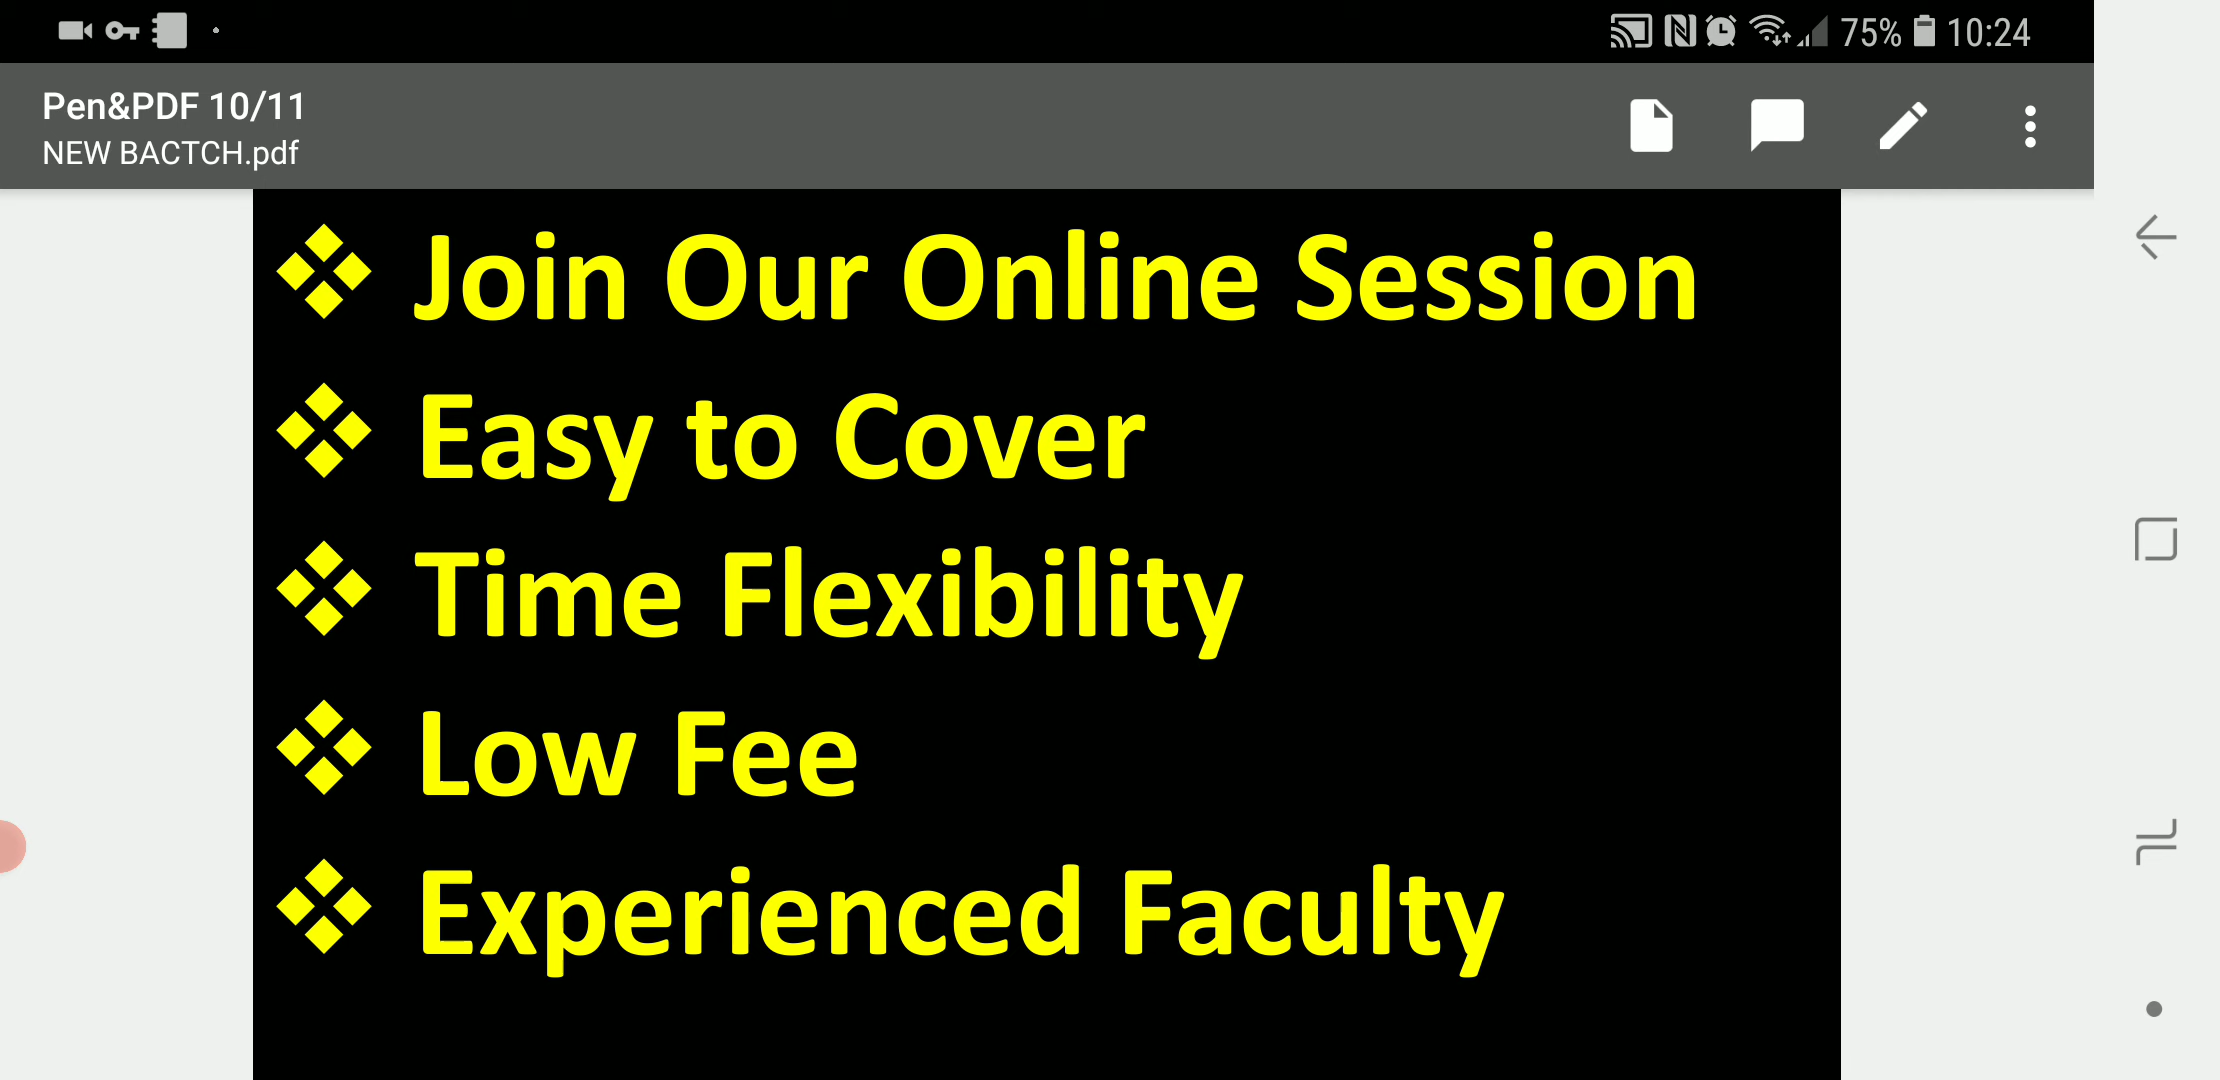 75% 10:24
Pen&PDF 10/11
NEW BACTCH.pdf
❖ Join Our Online Session
❖ Easy to Cover
❖ Time Flexibility
❖ Low Fee
❖ Experienced Faculty